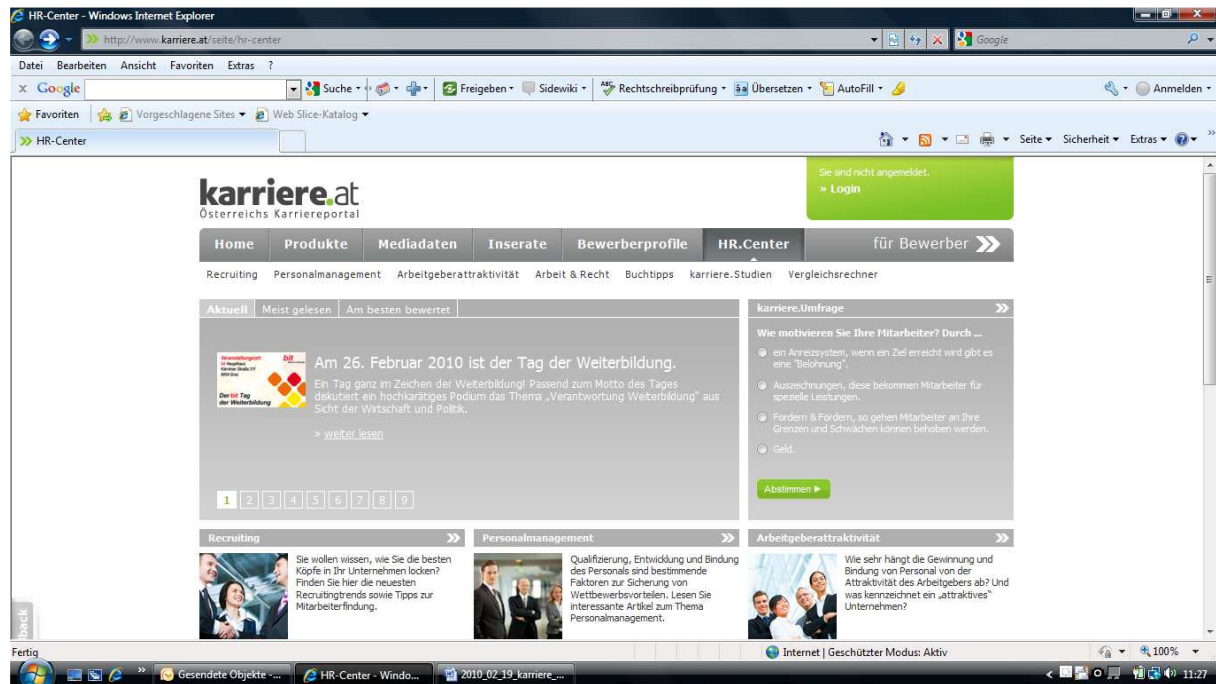 HR-Center - Windows Internet Explorer
http://www.karriere.at/seite/hr-center
Google
Datei Bearbeiten Ansicht Favoriten Extras ?
x Google Suche Freigeben Sidewiki Rechtschreibprüfung Übersetzen AutoFill Anmelden
Favoriten Vorgeschlagene Sites Web Slice-Katalog
HR-Center Seite Sicherheit Extras
Sie sind nicht angemeldet.
» Login
karriere.at
Österreichs Karriereportal
Home Produkte Mediadaten Inserate Bewerberprofile HR.Center für Bewerber
Recruiting Personalmanagement Arbeitgeberattraktivität Arbeit & Recht Buchtipps karriere.Studien Vergleichsrechner
Aktuell Meist gelesen Am besten bewertet
bit
Der bit Tag
der Weiterbildung
Am 26. Februar 2010 ist der Tag der Weiterbildung.
Ein Tag ganz im Zeichen der Weiterbildung! Passend zum Motto des Tages
diskutiert ein hochkarätiges Podium das Thema „Verantwortung Weiterbildung" aus
Sicht der Wirtschaft und Politik.
» weiter lesen
1 2 3 4 5 6 7 8 9
karriere.Umfrage
Wie motivieren Sie Ihre Mitarbeiter? Durch ...
ein Anreizsystem, wenn ein Ziel erreicht wird gibt es
eine "Belohnung".
Auszeichnungen, diese bekommen Mitarbeiter für
spezielle Leistungen.
Fordern & Fördern, so gehen Mitarbeiter an Ihre
Grenzen und Schwächen können behoben werden.
Geld.
Abstimmen
Recruiting
Sie wollen wissen, wie Sie die besten
Köpfe in Ihr Unternehmen locken?
Finden Sie hier die neuesten
Recruitingtrends sowie Tipps zur
Mitarbeiterfindung.
Personalmanagement
Qualifizierung, Entwicklung und Bindung
des Personals sind bestimmende
Faktoren zur Sicherung von
Wettbewerbsvorteilen. Lesen Sie
interessante Artikel zum Thema
Personalmanagement.
Arbeitgeberattraktivität
Wie sehr hängt die Gewinnung und
Bindung von Personal von der
Attraktivität des Arbeitgebers ab? Und
was kennzeichnet ein „attraktives"
Unternehmen?
back
Fertig Internet | Geschützter Modus: Aktiv 100%
Gesendete Objekte -... HR-Center - Windo... 2010_02_19_karriere_... 11:27